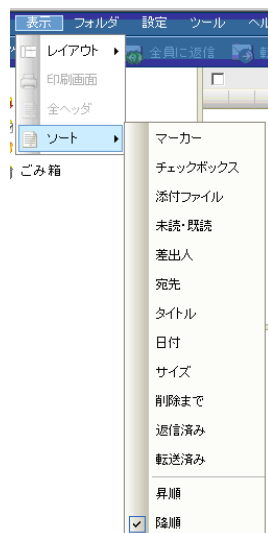 表示 フォルダ 設定 ツール ヘル
レイアウト
全員に返信 転
印刷画面
全ヘッダ
ソート
ごみ箱
マーカー
チェックボックス
添付ファイル
未読・既読
差出人
宛先
タイトル
日付
サイズ
削除まで
返信済み
転送済み
昇順
降順